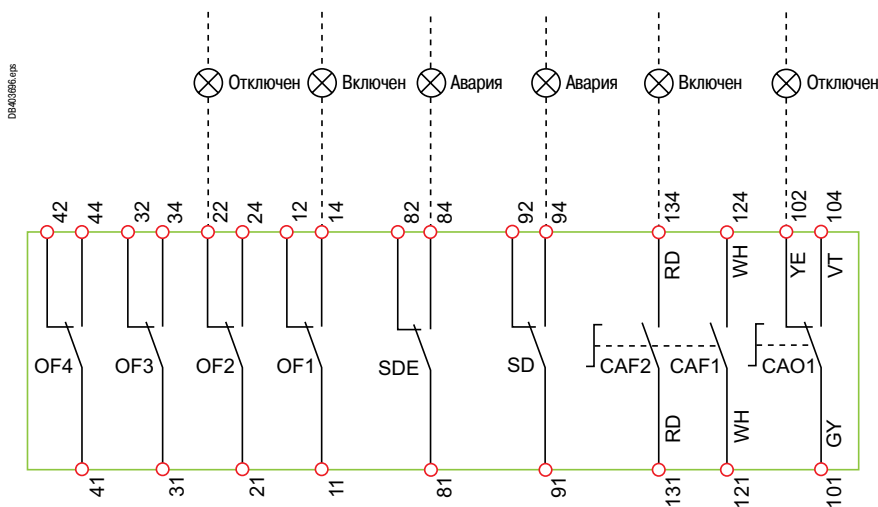 DB403696.eps
Отключен
Включен
Авария
Авария
Включен
Отключен
42
44
32
34
22
24
12
14
82
84
92
94
134
124
102
104
RD
WH
YE
VT
OF4
OF3
OF2
OF1
SDE
SD
CAF2
CAF1
CAO1
RD
WH
GY
41
31
21
11
81
91
131
121
101